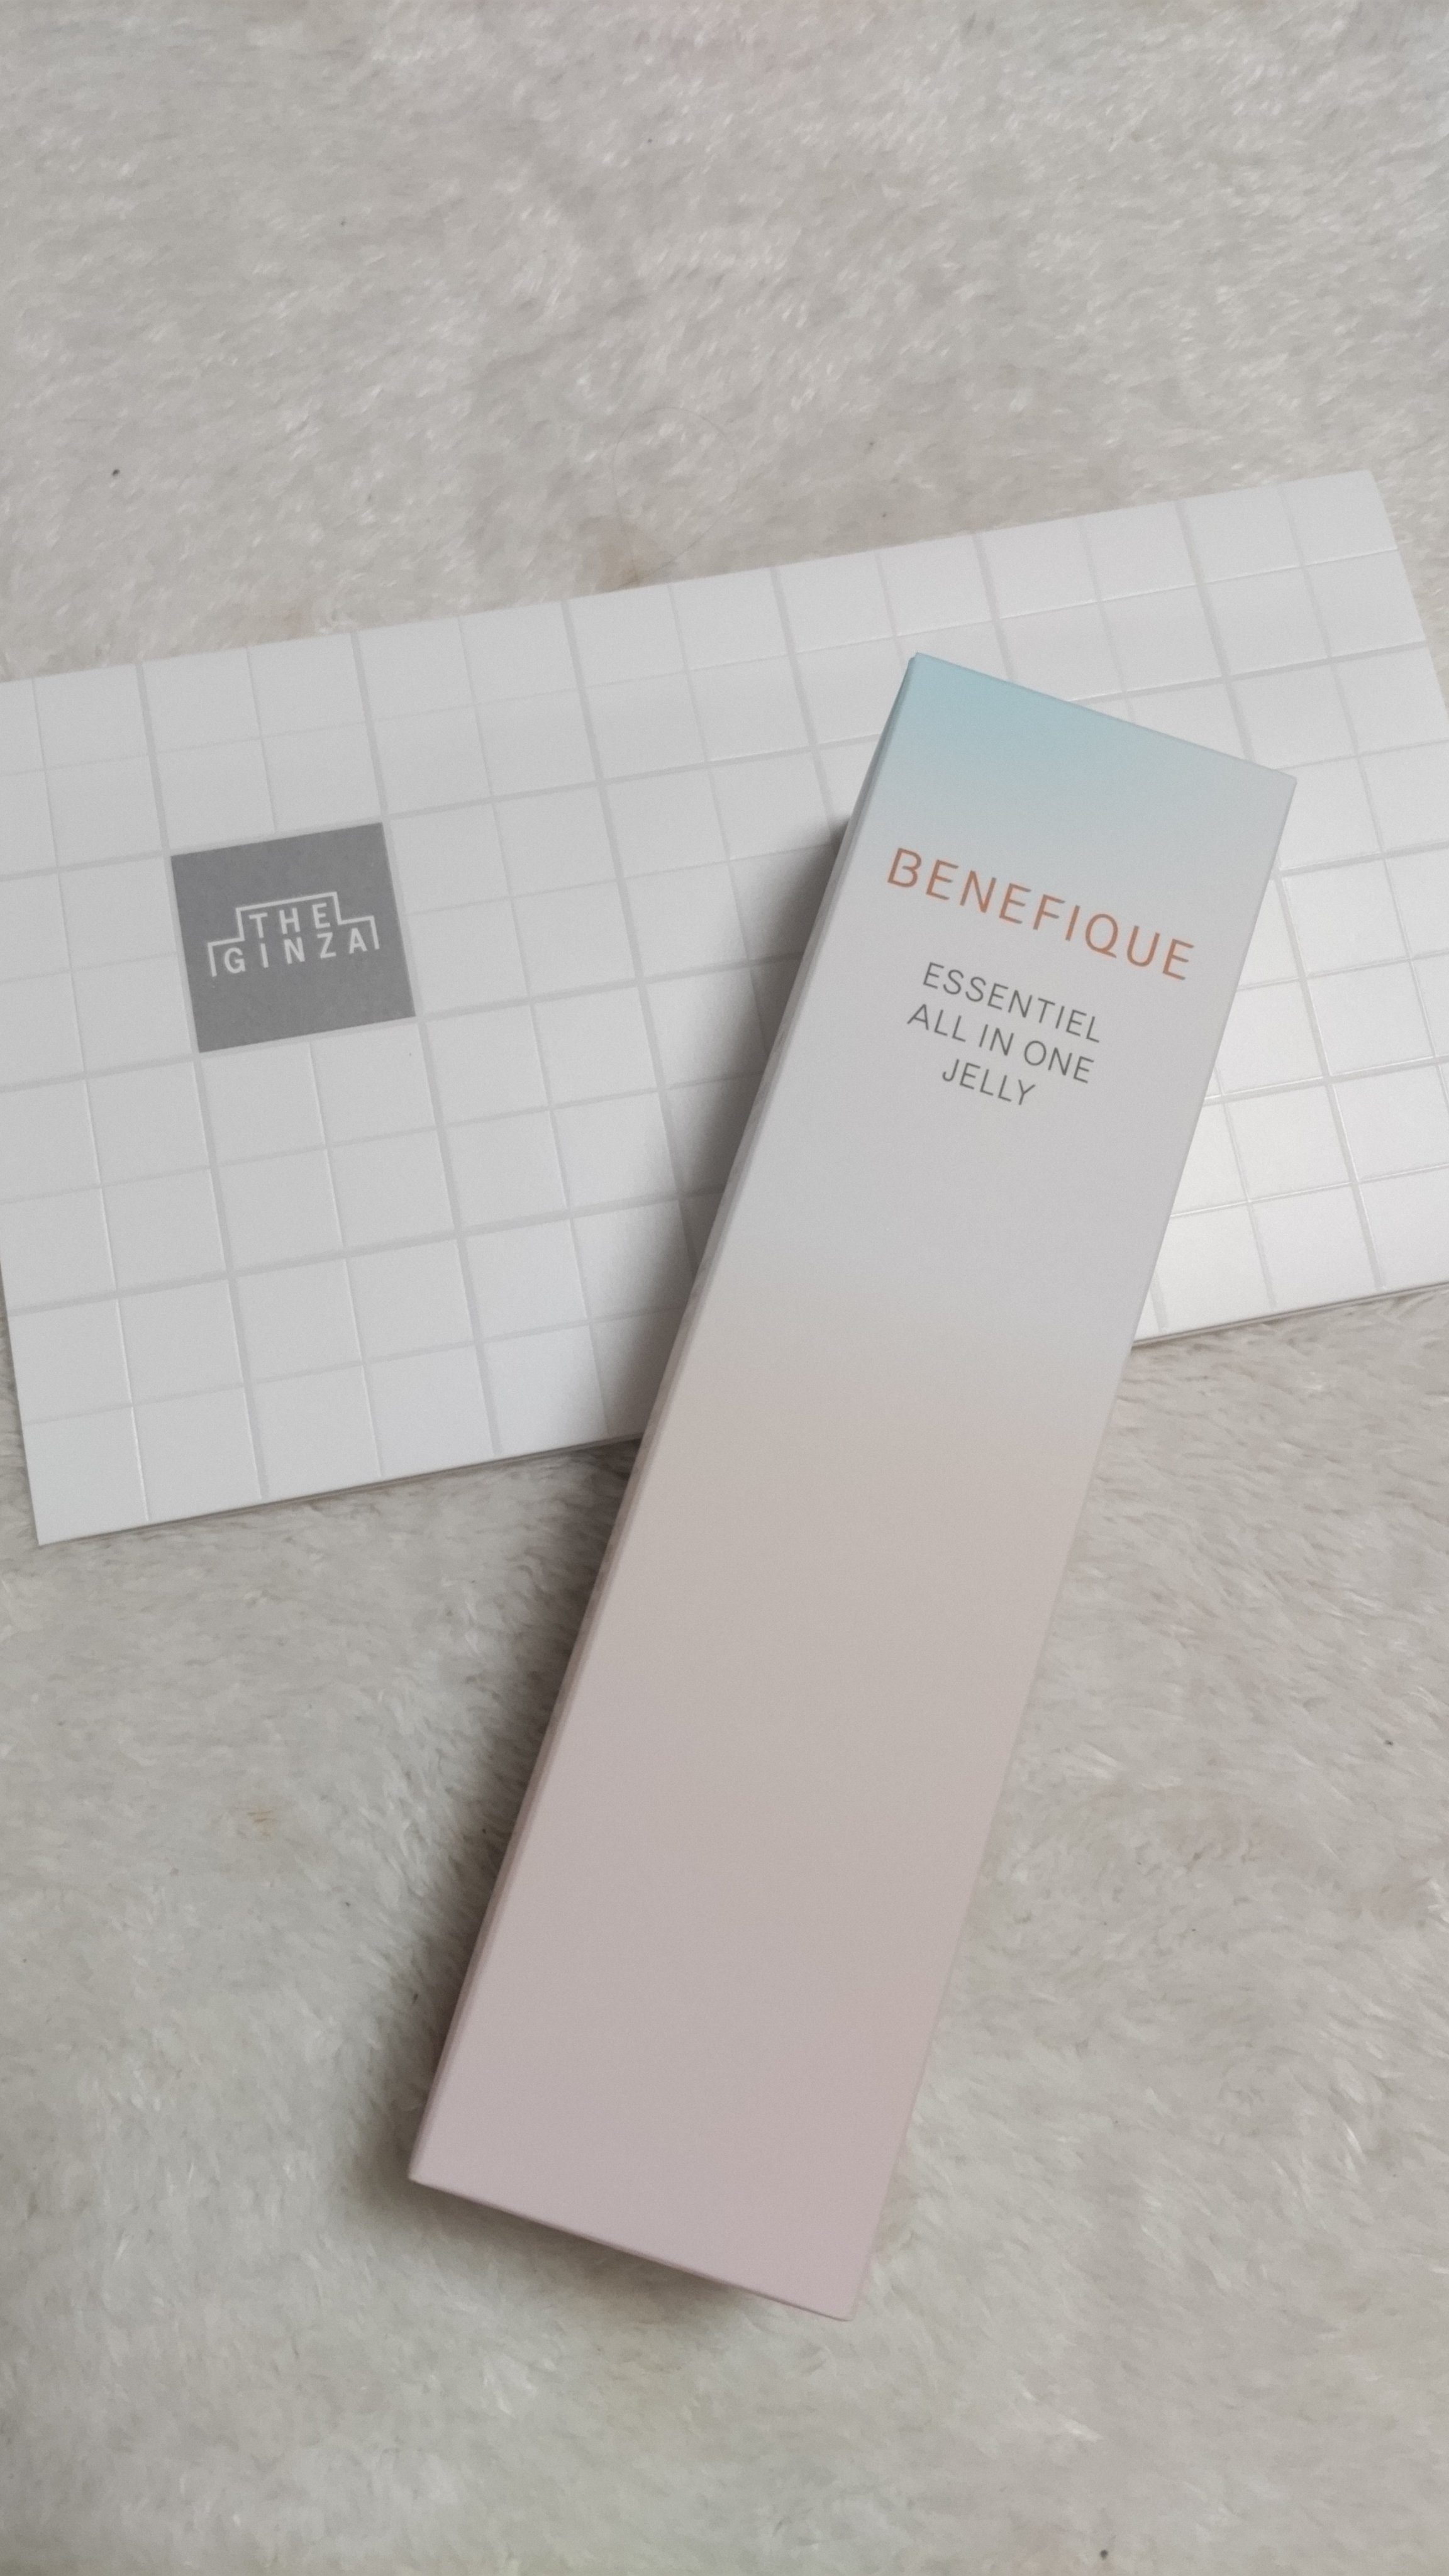 THE
GINZA
BENEFIQUE
ESSENTIEL
ALL IN ONE
JELLY